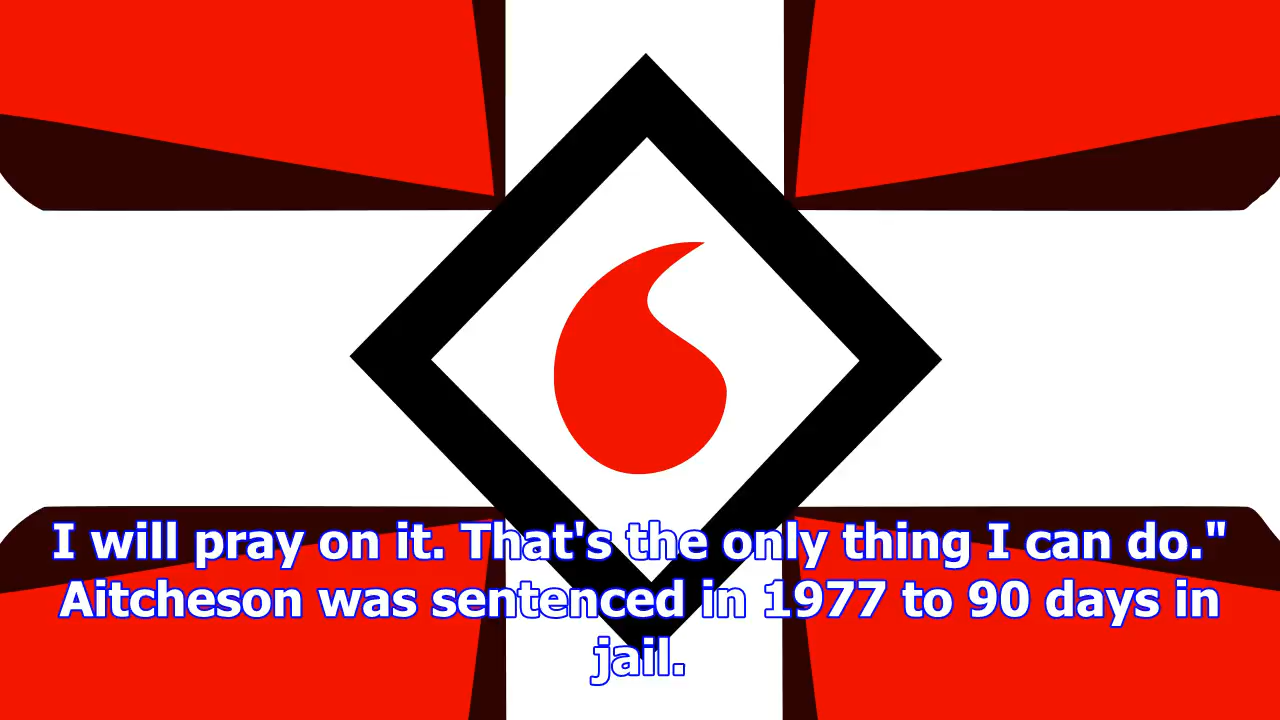 I will pray on it. That's the only thing I can do."
Aitcheson was sentenced in 1977 to 90 days in
jail.